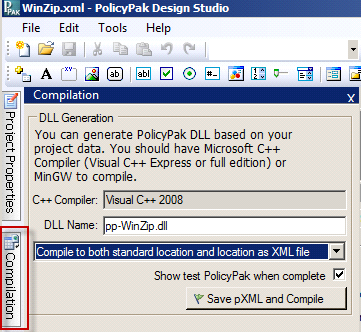 PAK WinZip.xml - PolicyPak Design Studio
File Edit Tools Help
A
ab
Compilation
Project Properties
DLL Generation
You can generate PolicyPak DLL based on your
project data. You should have Microsoft C++
Compiler (Visual C++ Express or full edition) or
MinGW to compile.
C++ Compiler: Visual C++ 2008
DLL Name: pp-WinZip.dll
Compilation
Compile to both standard location and location as XML file
Show test PolicyPak when complete
Save pXML and Compile